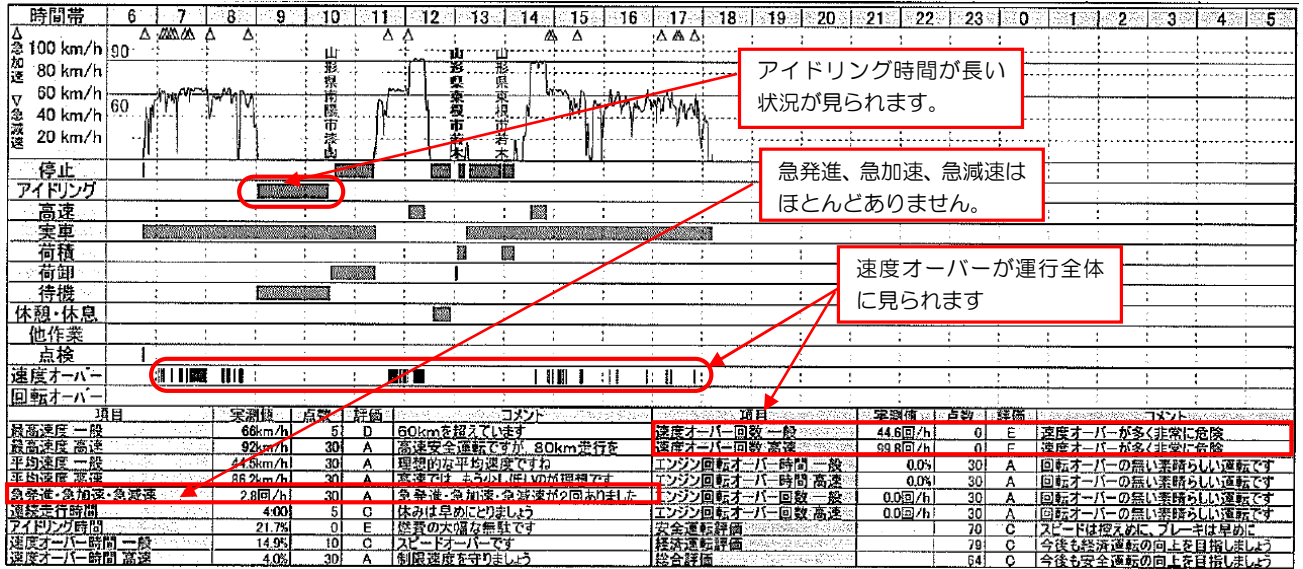 時間帯 6 7 8 9 10 11 12 13 14 15 16 17 18 19 20 21 22 23 0 1 2 3 4 5
△急加速 ▽急減速
100 km/h 90
80 km/h
60 km/h 60
40 km/h
20 km/h
山形県南陽市漆山
山形県東根市若木
山形県東根市若木
アイドリング時間が長い
状況が見られます。
急発進、急加速、急減速は
ほとんどありません。
速度オーバーが運行全体
に見られます
停止
アイドリング
高速
実車
荷積
荷卸
待機
休憩・休息
他作業
点検
速度オーバー
回転オーバー
項目 実測値 点数 評価 コメント
最高速度 一般 66km/h 5 D 60kmを超えています
最高速度 高速 92km/h 30 A 高速安全運転ですが、80km走行を
平均速度 一般 44.5km/h 30 A 理想的な平均速度ですね
平均速度 高速 86.2km/h 30 A 高速では、もう少し低いのが理想です
急発進・急加速・急減速 2.8回/h 30 A 急発進・急加速・急減速が2回ありました
連続走行時間 4:00 5 C 休みは早めにとりましょう
アイドリング時間 21.7% 0 E 燃費の大幅な無駄です
速度オーバー時間 一般 14.9% 10 C スピードオーバーです
速度オーバー時間 高速 4.0% 30 A 制限速度を守りましょう
項目 実測値 点数 評価 コメント
速度オーバー回数 一般 44.6回/h 0 E 速度オーバーが多く非常に危険
速度オーバー回数 高速 99.8回/h 0 E 速度オーバーが多く非常に危険
エンジン回転オーバー時間 一般 0.0% 30 A 回転オーバーの無い素晴らしい運転です
エンジン回転オーバー時間 高速 0.0% 30 A 回転オーバーの無い素晴らしい運転です
エンジン回転オーバー回数 一般 0.0回/h 30 A 回転オーバーの無い素晴らしい運転です
エンジン回転オーバー回数 高速 0.0回/h 30 A 回転オーバーの無い素晴らしい運転です
安全運転評価 70 C スピードは控えめに、ブレーキは早めに
経済運転評価 79 C 今後も経済運転の向上を目指しましょう
総合評価 64 C 今後も安全運転の向上を目指しましょう